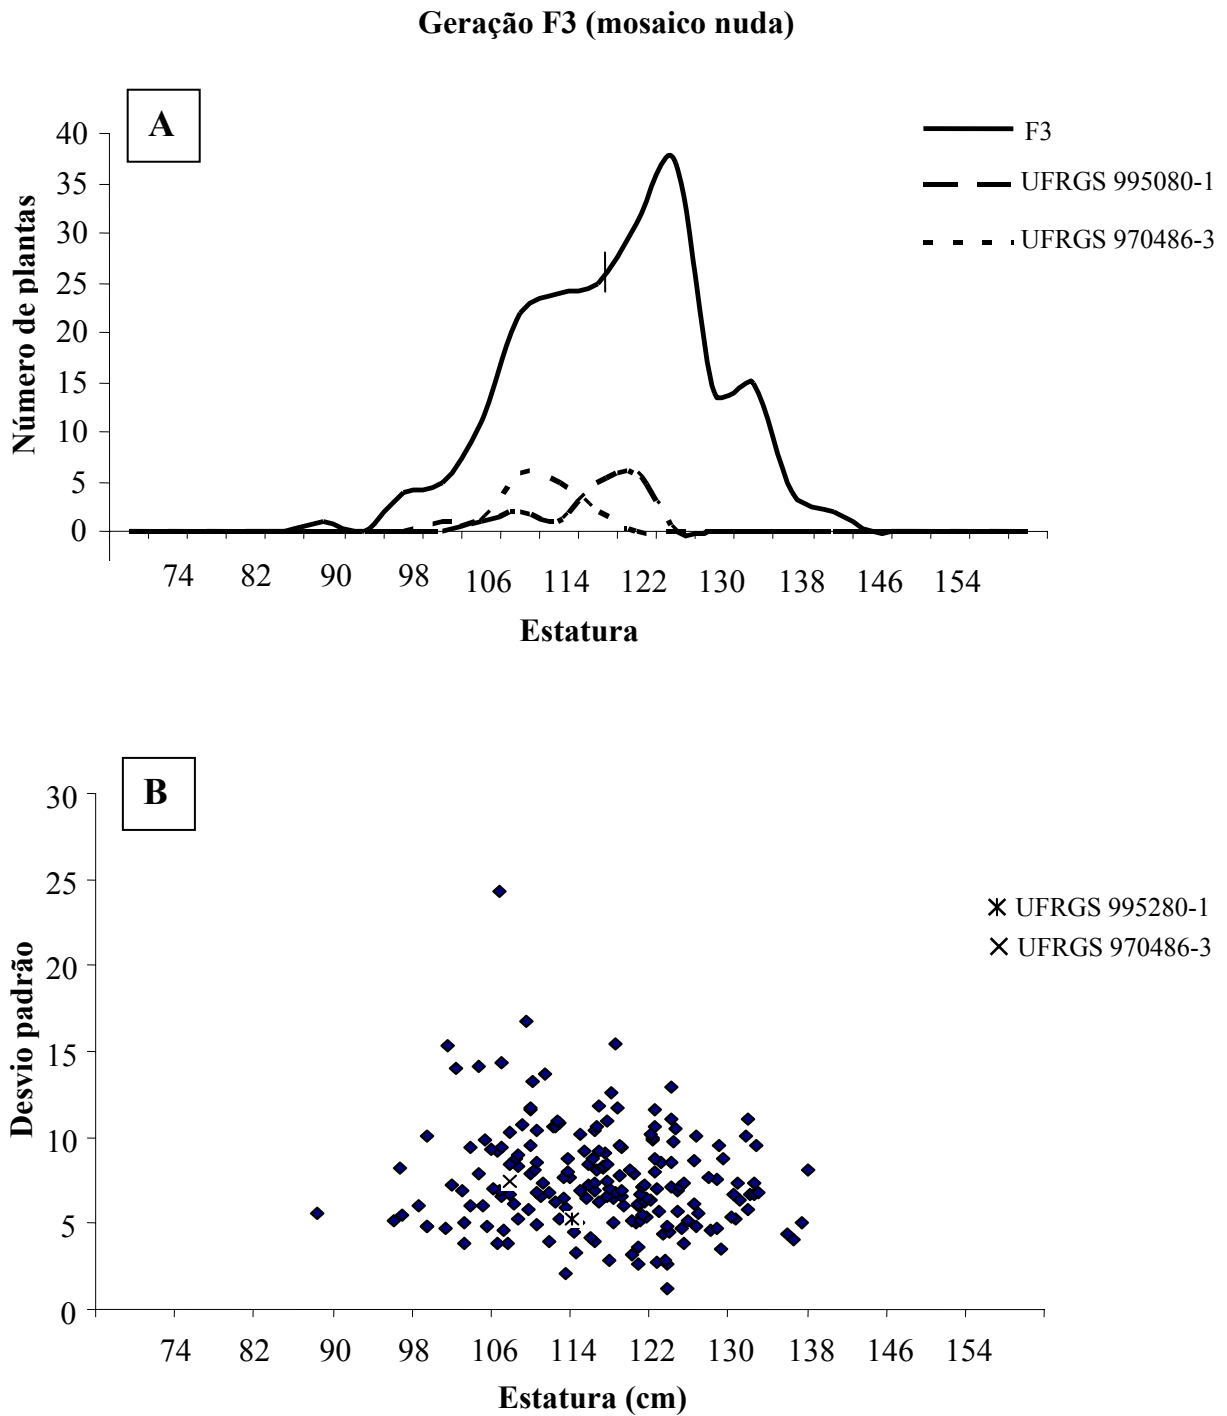 Geração F3 (mosaico nuda)
A
Número de plantas
40
35
30
25
20
15
10
5
0
F3
UFRGS 995080-1
UFRGS 970486-3
74 82 90 98 106 114 122 130 138 146 154
Estatura
B
Desvio padrão
30
25
20
15
10
5
0
UFRGS 995280-1
UFRGS 970486-3
74 82 90 98 106 114 122 130 138 146 154
Estatura (cm)